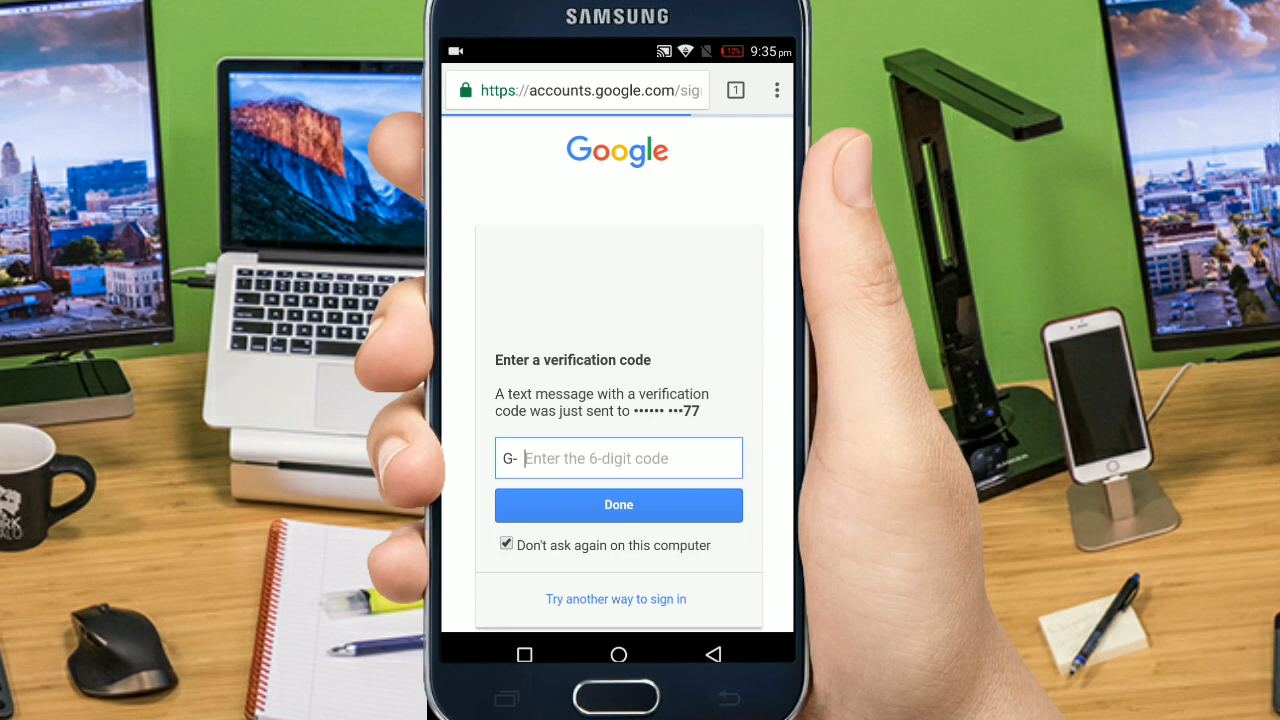 SAMSUNG
12%
9:35 pm
https://accounts.google.com/sig
1
Google
Enter a verification code
A text message with a verification
code was just sent to •••••• •••77
G- Enter the 6-digit code
Done
Don't ask again on this computer
Try another way to sign in